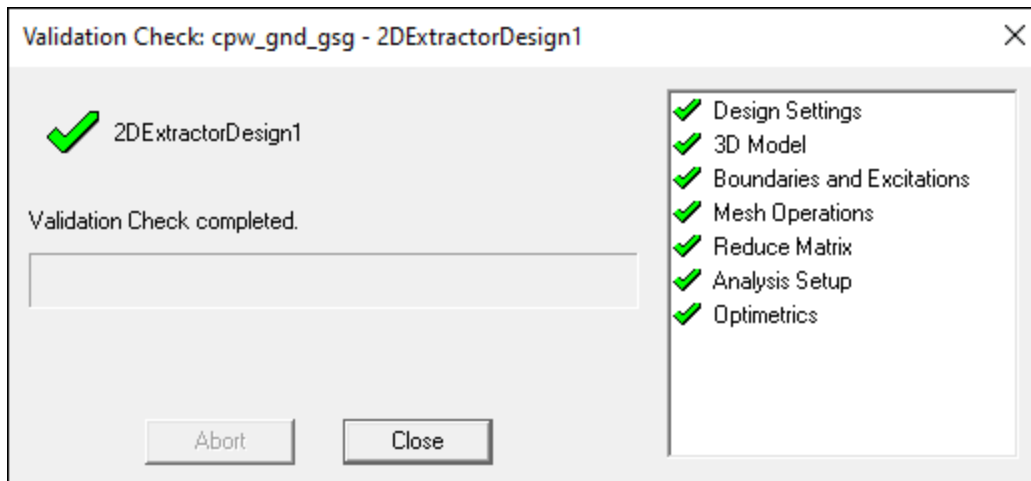 Validation Check: cpw_gnd_gsg - 2DExtractorDesign1
2DExtractorDesign1
Validation Check completed.
Abort
Close
Design Settings
3D Model
Boundaries and Excitations
Mesh Operations
Reduce Matrix
Analysis Setup
Optimetrics